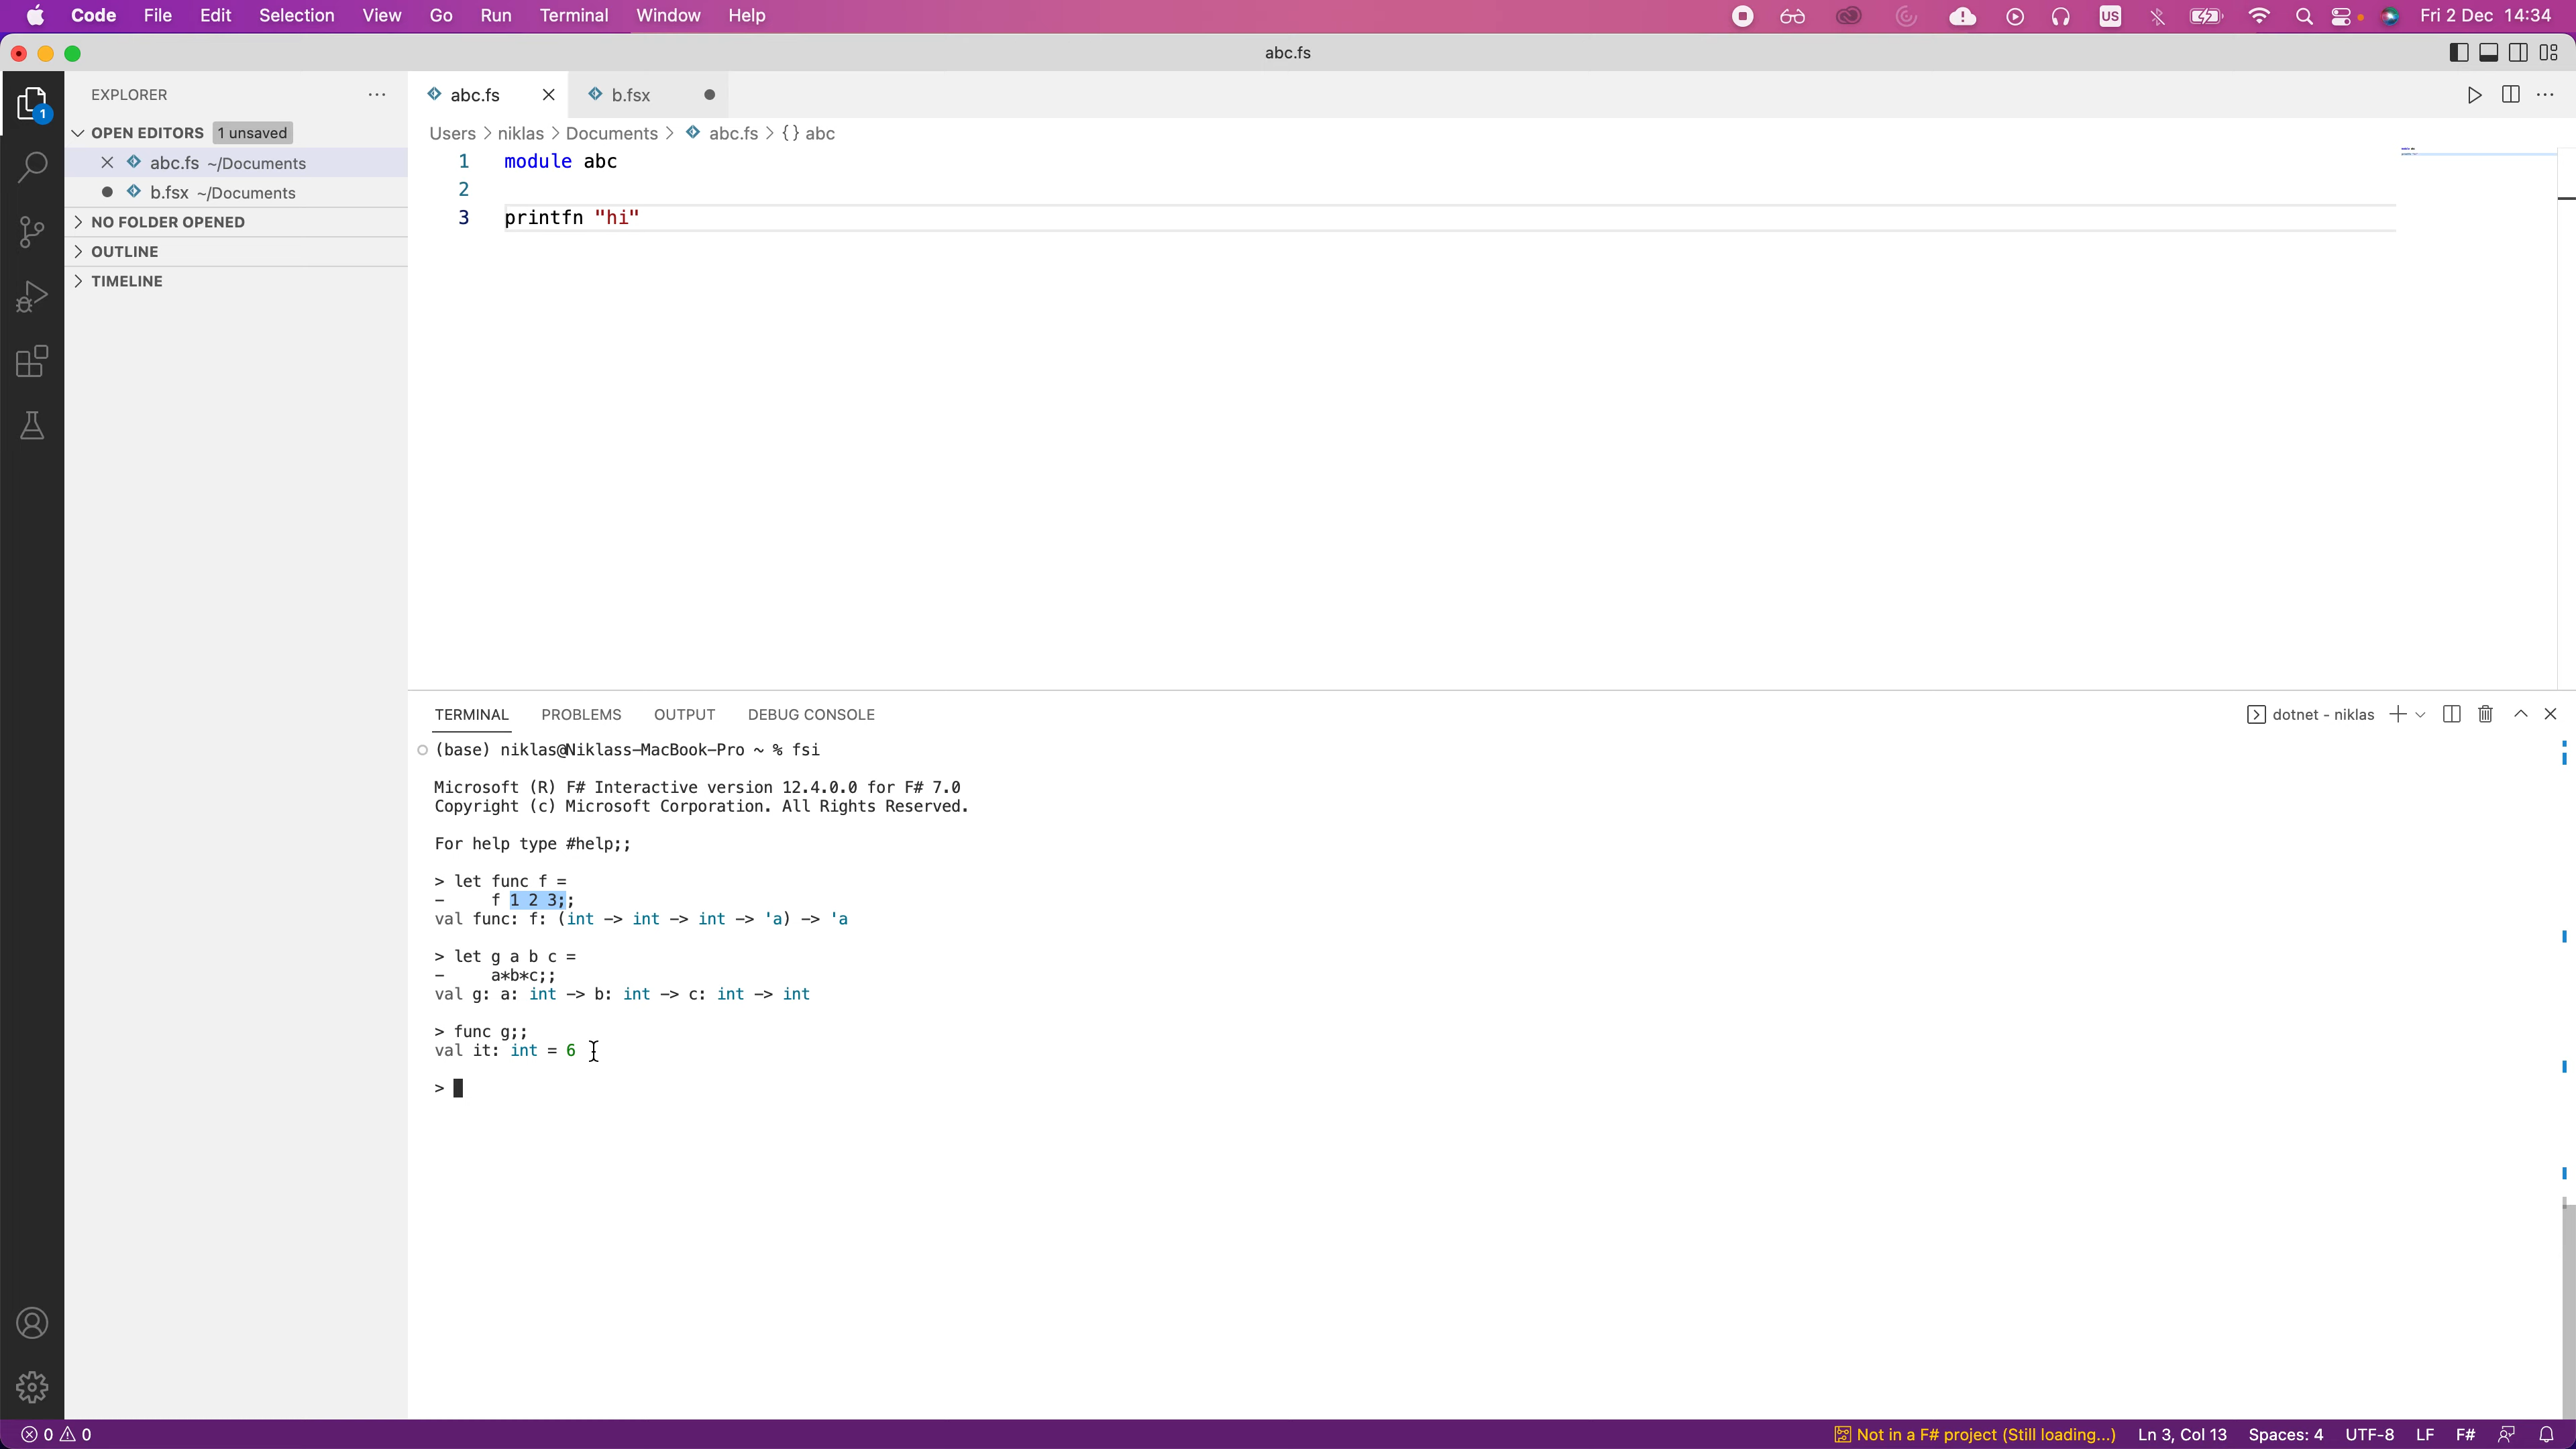 Code File Edit Selection View Go Run Terminal Window Help US Fri 2 Dec 14:34
abc.fs
EXPLORER
1
OPEN EDITORS 1 unsaved
abc.fs ~/Documents
b.fsx ~/Documents
NO FOLDER OPENED
OUTLINE
TIMELINE
abc.fs b.fsx
Users > niklas > Documents > abc.fs > {} abc
1 module abc
2
3 printfn "hi"
TERMINAL PROBLEMS OUTPUT DEBUG CONSOLE dotnet - niklas
(base) niklas@Niklass-MacBook-Pro ~ % fsi
Microsoft (R) F# Interactive version 12.4.0.0 for F# 7.0
Copyright (c) Microsoft Corporation. All Rights Reserved.
For help type #help;;
> let func f =
- f 1 2 3;;
val func: f: (int -> int -> int -> 'a) -> 'a
> let g a b c =
- a*b*c;;
val g: a: int -> b: int -> c: int -> int
> func g;;
val it: int = 6
>
0 0 Not in a F# project (Still loading...) Ln 3, Col 13 Spaces: 4 UTF-8 LF F#